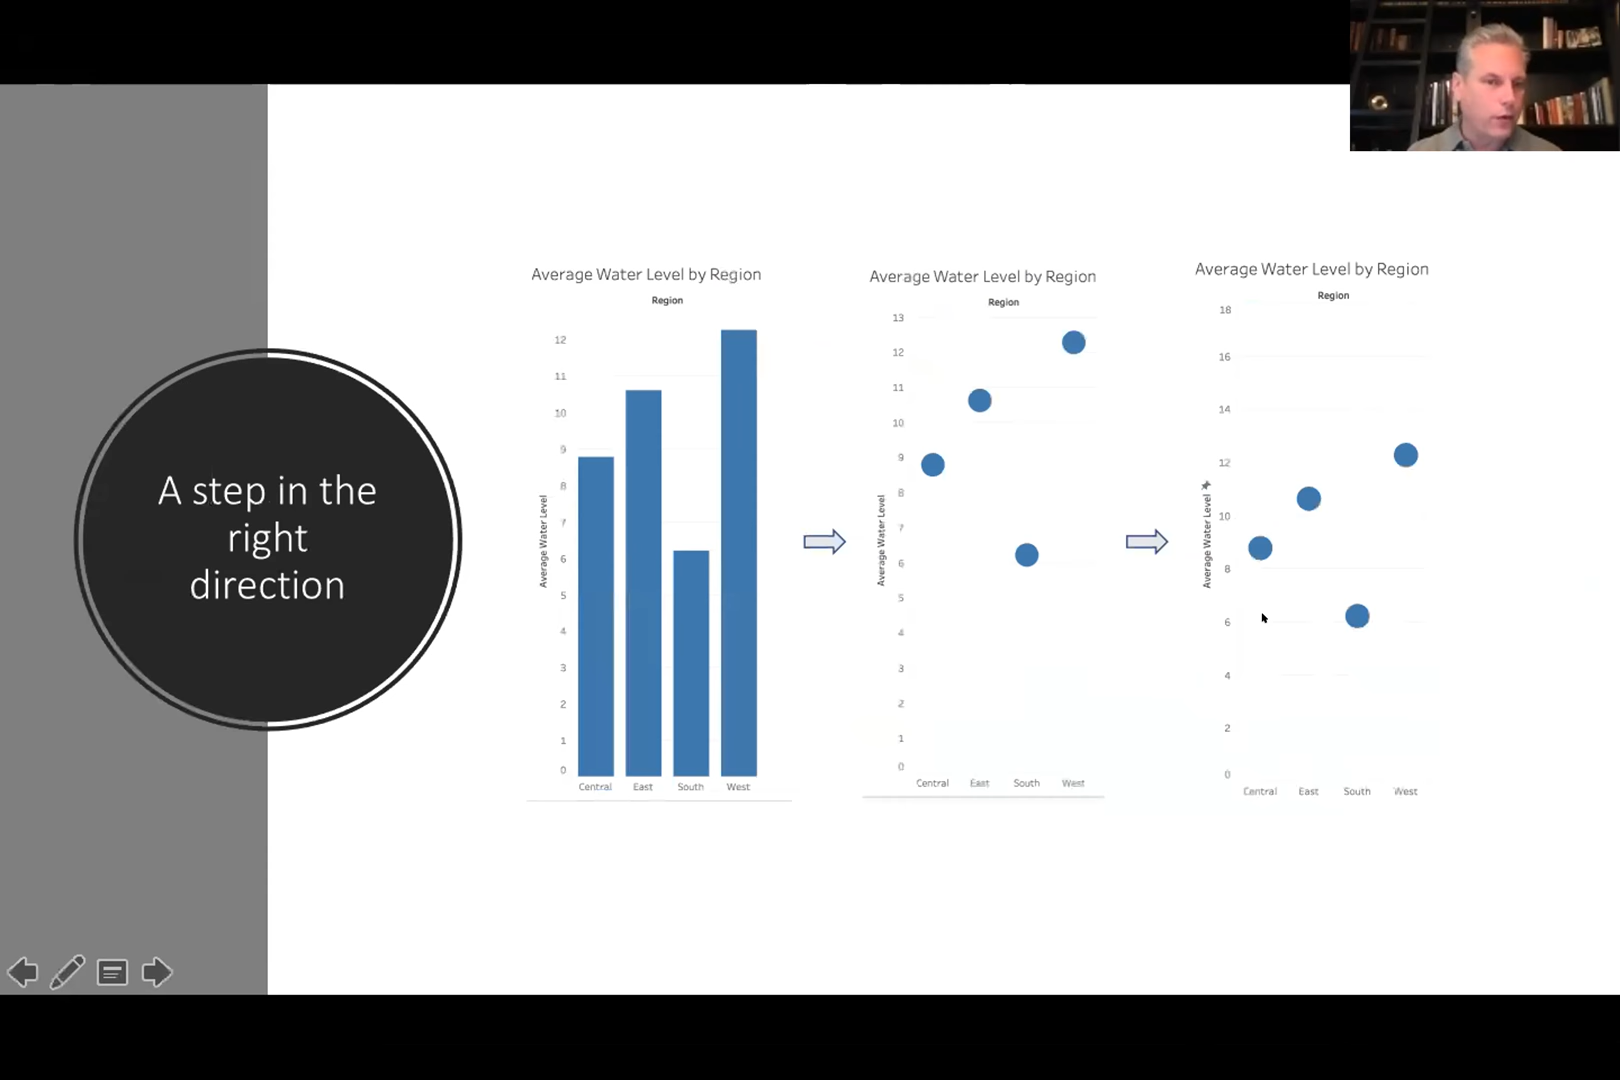 A step in the
right
direction
Average Water Level by Region
Region
12
11
10
9
8
7
6
5
4
3
2
1
0
Average Water Level
Central East South West
Average Water Level by Region
Region
13
12
11
10
9
8
7
6
5
4
3
2
1
0
Average Water Level
Central East South West
Average Water Level by Region
Region
18
16
14
12
10
8
6
4
2
0
Average Water Level
Central East South West